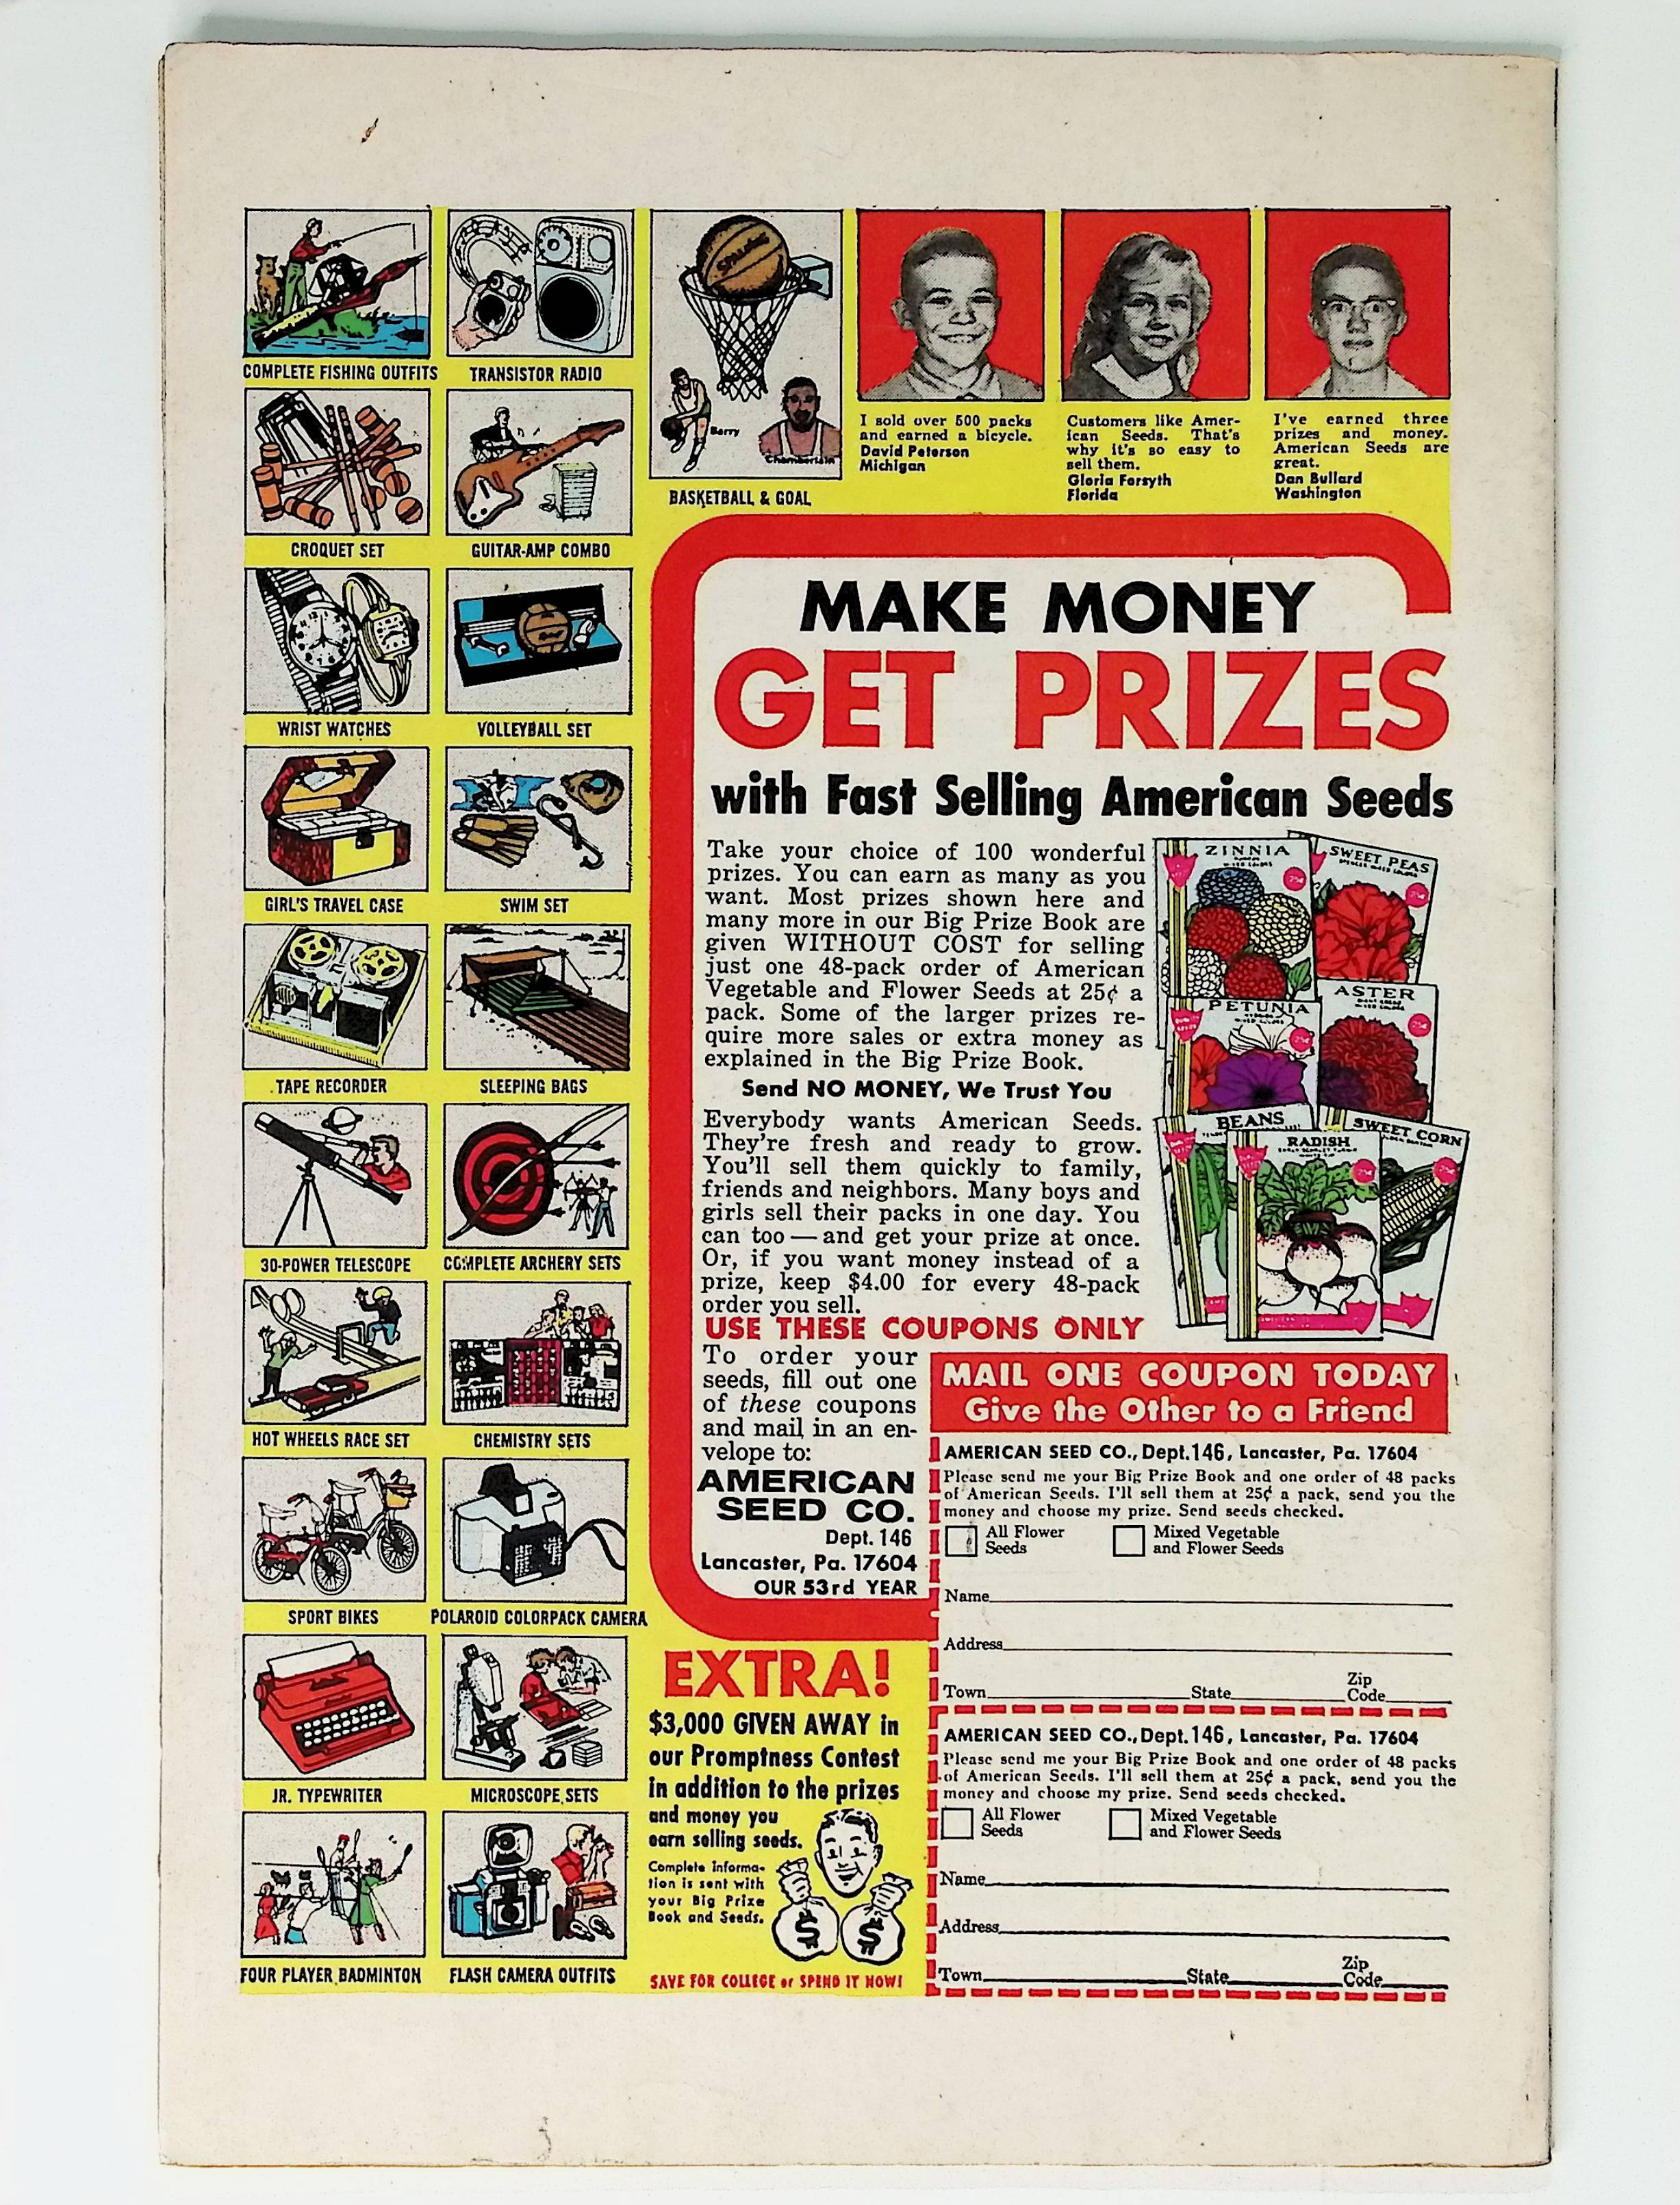 COMPLETE FISHING OUTFITS
TRANSISTOR RADIO
CROQUET SET
GUITAR-AMP COMBO
WRIST WATCHES
VOLLEYBALL SET
GIRL'S TRAVEL CASE
SWIM SET
TAPE RECORDER
SLEEPING BAGS
30-POWER TELESCOPE
COMPLETE ARCHERY SETS
HOT WHEELS RACE SET
CHEMISTRY SETS
SPORT BIKES
POLAROID COLORPACK CAMERA
JR. TYPEWRITER
MICROSCOPE SETS
FOUR PLAYER BADMINTON
FLASH CAMERA OUTFITS
SPALDING
Barry
Chamberlain
BASKETBALL & GOAL
I sold over 500 packs
and earned a bicycle.
David Peterson
Michigan
Customers like Amer-
ican Seeds. That's
why it's so easy to
sell them.
Gloria Forsyth
Florida
I've earned three
prizes and money.
American Seeds are
great.
Dan Bullard
Washington
MAKE MONEY
GET PRIZES
with Fast Selling American Seeds
Take your choice of 100 wonderful
prizes. You can earn as many as you
want. Most prizes shown here and
many more in our Big Prize Book are
given WITHOUT COST for selling
just one 48-pack order of American
Vegetable and Flower Seeds at 25¢ a
pack. Some of the larger prizes re-
quire more sales or extra money as
explained in the Big Prize Book.
Send NO MONEY, We Trust You
Everybody wants American Seeds.
They're fresh and ready to grow.
You'll sell them quickly to family,
friends and neighbors. Many boys and
girls sell their packs in one day. You
can too — and get your prize at once.
Or, if you want money instead of a
prize, keep $4.00 for every 48-pack
order you sell.
USE THESE COUPONS ONLY
To order your
seeds, fill out one
of these coupons
and mail in an en-
velope to:
AMERICAN
SEED CO.
Dept. 146
Lancaster, Pa. 17604
OUR 53rd YEAR
ZINNIA
MIXED COLORS
25¢
SWEET PEAS
MIXED COLORS
25¢
PETUNIA
MIXED COLORS
25¢
ASTER
MIXED COLORS
25¢
BEANS
RADISH
25¢
SWEET CORN
25¢
MAIL ONE COUPON TODAY
Give the Other to a Friend
AMERICAN SEED CO., Dept.146, Lancaster, Pa. 17604
Please send me your Big Prize Book and one order of 48 packs
of American Seeds. I'll sell them at 25¢ a pack, send you the
money and choose my prize. Send seeds checked.
All Flower Seeds
Mixed Vegetable and Flower Seeds
Name
Address
Town State Zip Code
AMERICAN SEED CO., Dept.146, Lancaster, Pa. 17604
Please send me your Big Prize Book and one order of 48 packs
of American Seeds. I'll sell them at 25¢ a pack, send you the
money and choose my prize. Send seeds checked.
All Flower Seeds
Mixed Vegetable and Flower Seeds
Name
Address
Town State Zip Code
EXTRA!
$3,000 GIVEN AWAY in
our Promptness Contest
in addition to the prizes
and money you
earn selling seeds.
Complete informa-
tion is sent with
your Big Prize
Book and Seeds.
$ $
SAVE FOR COLLEGE or SPEND IT NOW!